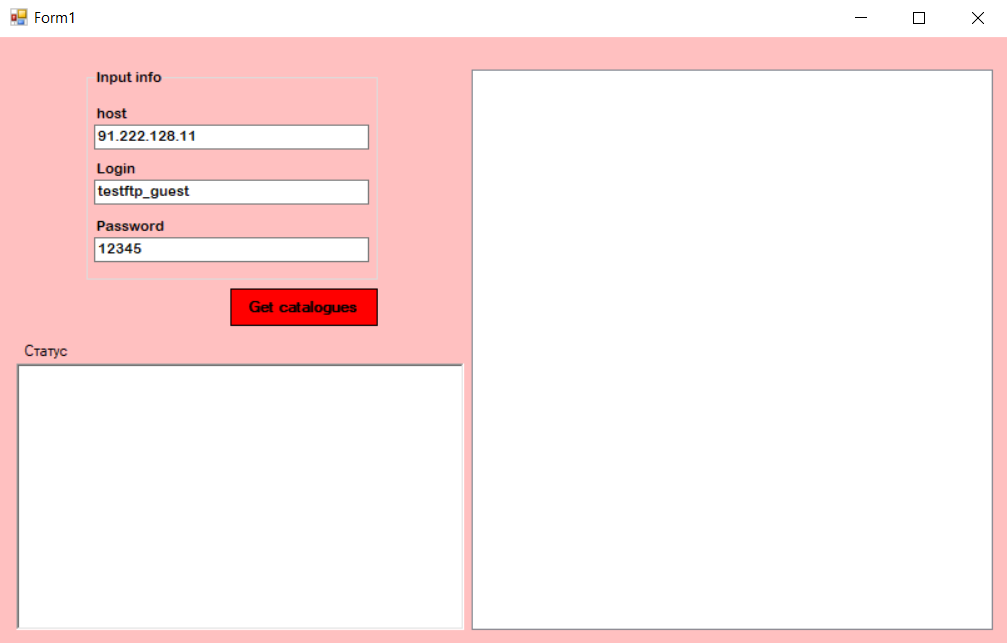 Form1
Input info
host
91.222.128.11
Login
testftp_guest
Password
12345
Get catalogues
Статус